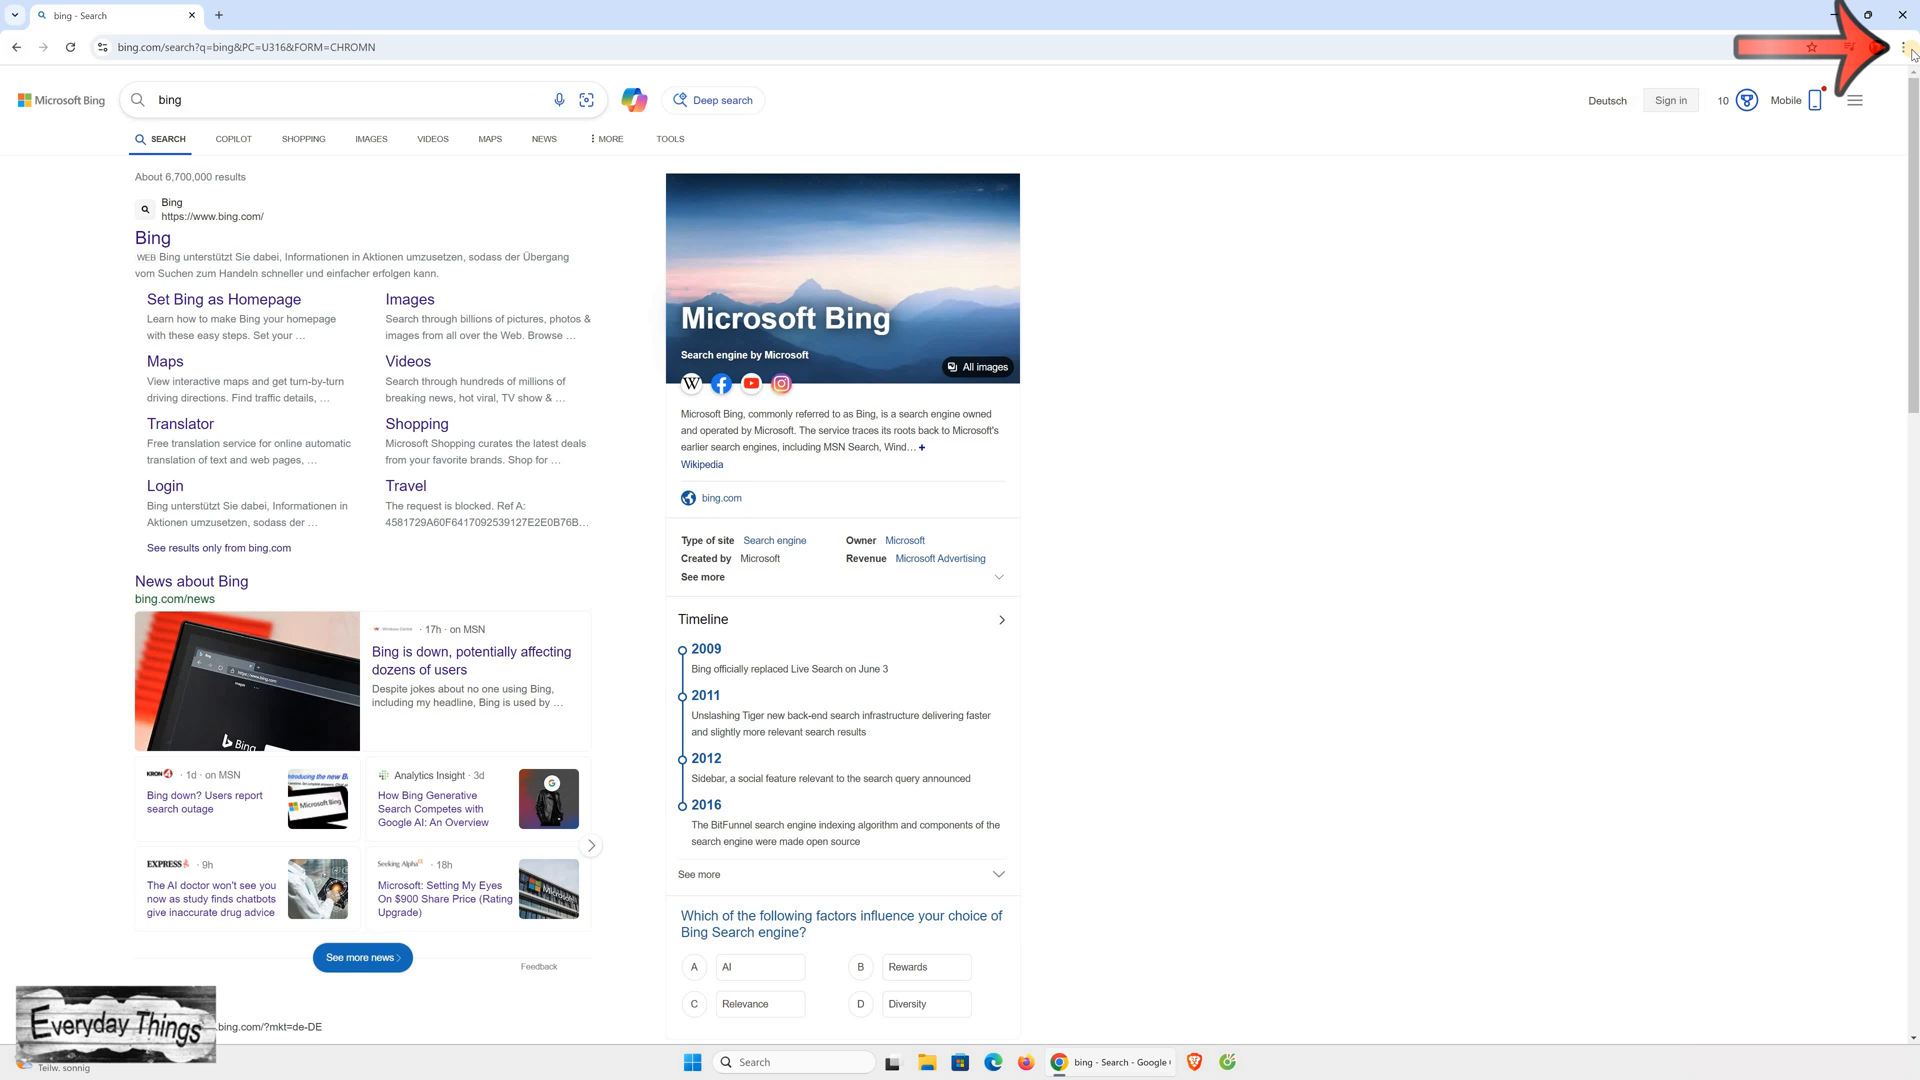 bing - Search
bing.com/search?q=bing&PC=U316&FORM=CHROMN
Microsoft Bing
bing
Deep search
Deutsch
Sign in
10
Mobile
SEARCH
COPILOT
SHOPPING
IMAGES
VIDEOS
MAPS
NEWS
MORE
TOOLS
About 6,700,000 results
Bing
https://www.bing.com/
Bing
WEB Bing unterstützt Sie dabei, Informationen in Aktionen umzusetzen, sodass der Übergang
vom Suchen zum Handeln schneller und einfacher erfolgen kann.
Set Bing as Homepage
Learn how to make Bing your homepage
with these easy steps. Set your …
Images
Search through billions of pictures, photos &
images from all over the Web. Browse …
Maps
View interactive maps and get turn-by-turn
driving directions. Find traffic details, …
Videos
Search through hundreds of millions of
breaking news, hot viral, TV show & …
Translator
Free translation service for online automatic
translation of text and web pages, …
Shopping
Microsoft Shopping curates the latest deals
from your favorite brands. Shop for …
Login
Bing unterstützt Sie dabei, Informationen in
Aktionen umzusetzen, sodass der …
Travel
The request is blocked. Ref A:
4581729A60F6417092539127E2E0B76B…
See results only from bing.com
News about Bing
bing.com/news
Windows Central · 17h · on MSN
Bing is down, potentially affecting
dozens of users
Despite jokes about no one using Bing,
including my headline, Bing is used by …
Bing
KRON 4 · 1d · on MSN
Bing down? Users report
search outage
Introducing the new B
Microsoft Bing
Analytics Insight · 3d
How Bing Generative
Search Competes with
Google AI: An Overview
EXPRESS · 9h
The AI doctor won't see you
now as study finds chatbots
give inaccurate drug advice
Seeking Alpha · 18h
Microsoft: Setting My Eyes
On $900 Share Price (Rating
Upgrade)
Microsoft
See more news
Feedback
.bing.com/?mkt=de-DE
Microsoft Bing
Search engine by Microsoft
All images
W
Microsoft Bing, commonly referred to as Bing, is a search engine owned
and operated by Microsoft. The service traces its roots back to Microsoft's
earlier search engines, including MSN Search, Wind… +
Wikipedia
bing.com
Type of site Search engine
Owner Microsoft
Created by Microsoft
Revenue Microsoft Advertising
See more
Timeline
2009
Bing officially replaced Live Search on June 3
2011
Unslashing Tiger new back-end search infrastructure delivering faster
and slightly more relevant search results
2012
Sidebar, a social feature relevant to the search query announced
2016
The BitFunnel search engine indexing algorithm and components of the
search engine were made open source
See more
Which of the following factors influence your choice of
Bing Search engine?
A AI
B Rewards
C Relevance
D Diversity
Everyday Things
Teilw. sonnig
Search
bing - Search - Google